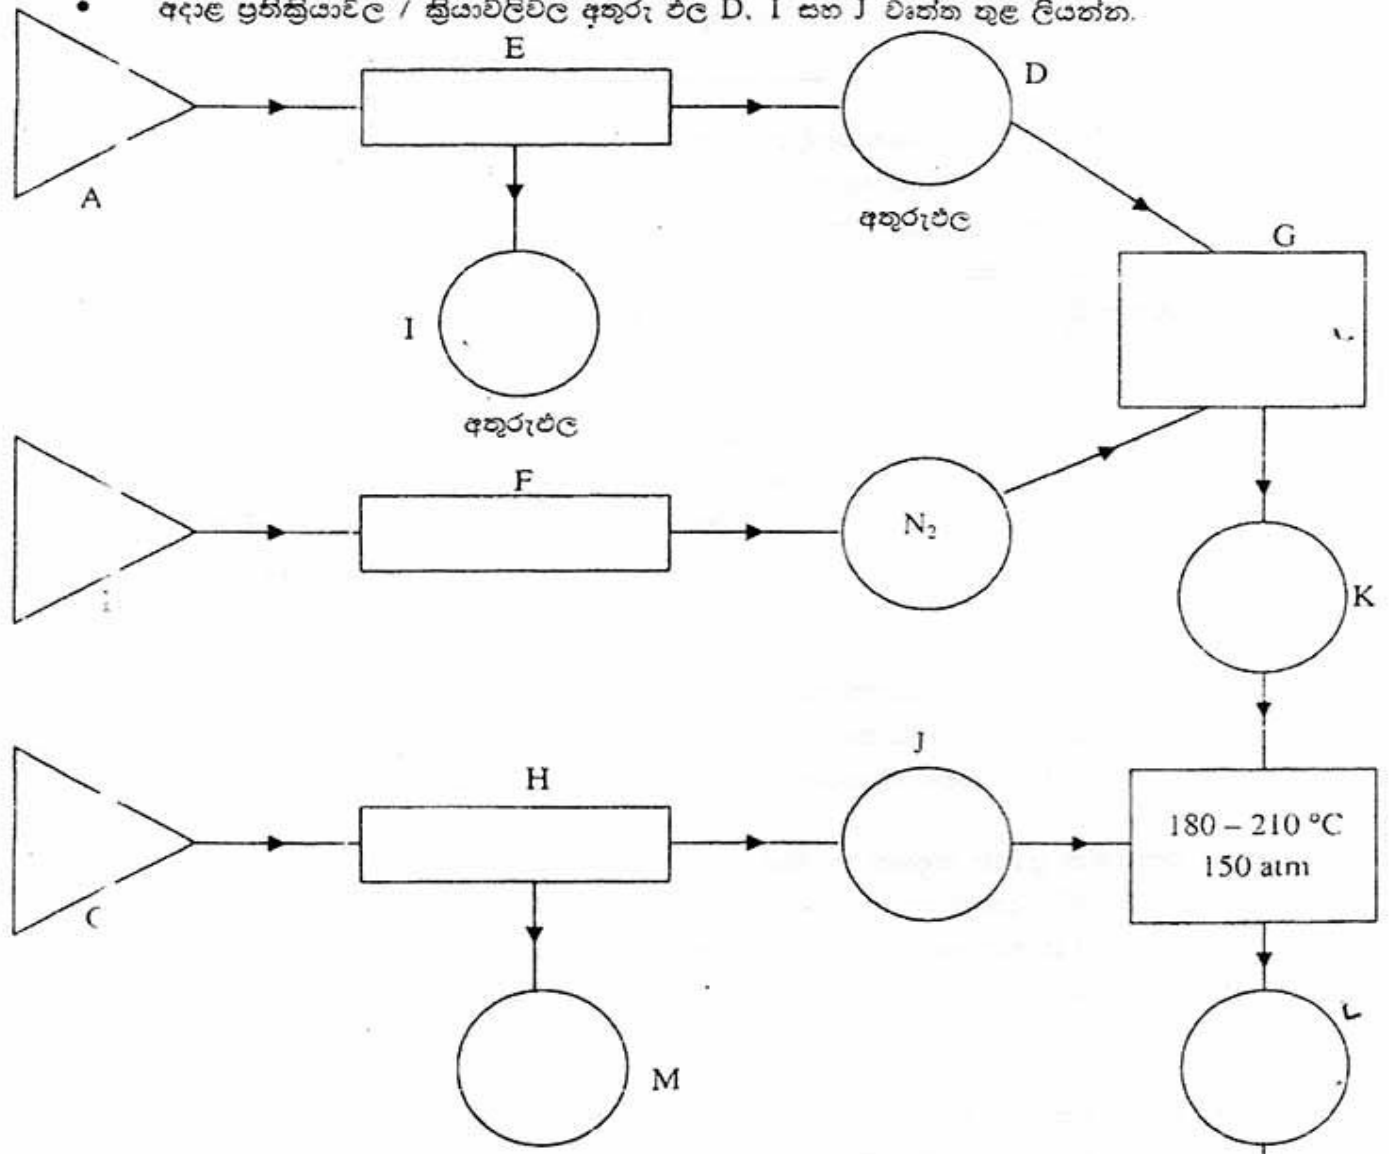 • අදාළ ප්‍රතික්‍රියාවල / ක්‍රියාවලිවල අතුරු ඵල D, I සහ J වෘත්ත තුළ ලියන්න.
E
D
A
අතුරුඵල
G
I
අතුරුඵල
F
N₂
K
J
H
180 – 210 °C
150 atm
L
M